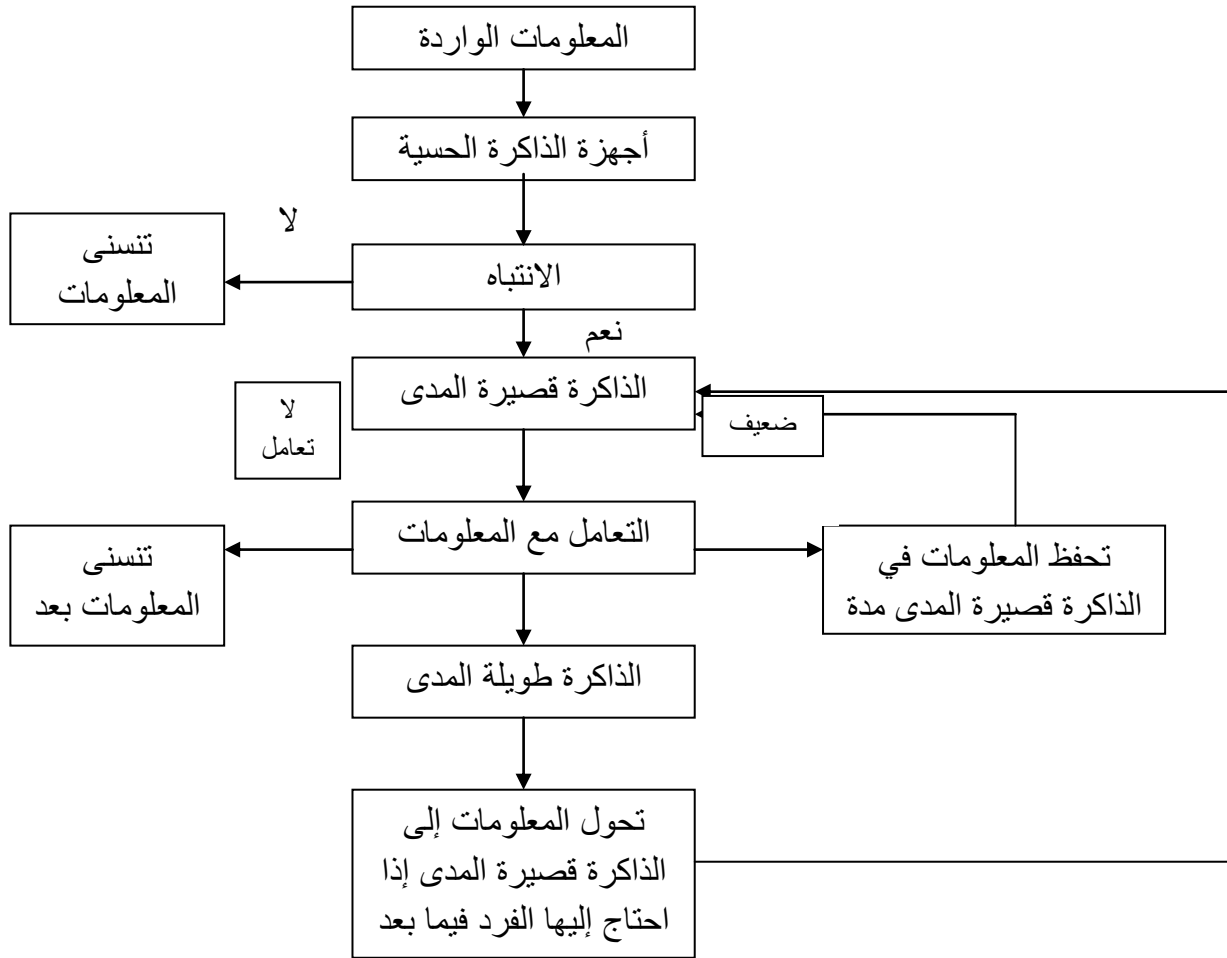 المعلومات الواردة
أجهزة الذاكرة الحسية
لا
تنسنى
المعلومات
الانتباه
نعم
الذاكرة قصيرة المدى
لا
تعامل
ضعيف
التعامل مع المعلومات
تنسنى
المعلومات بعد
تحفظ المعلومات في
الذاكرة قصيرة المدى مدة
الذاكرة طويلة المدى
تحول المعلومات إلى
الذاكرة قصيرة المدى إذا
احتاج إليها الفرد فيما بعد